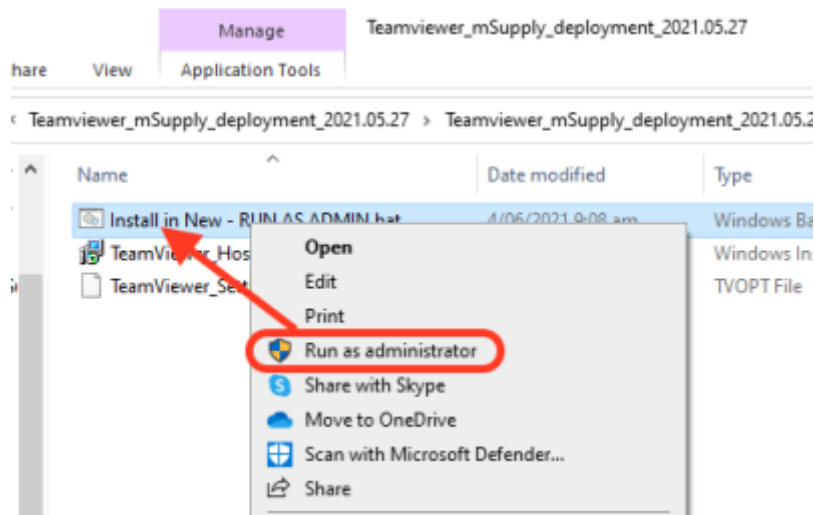 Manage
Teamviewer_mSupply_deployment_2021.05.27
hare View Application Tools
Teamviewer_mSupply_deployment_2021.05.27 > Teamviewer_mSupply_deployment_2021.05.2
Name Date modified Type
Install in New - RUN AS ADMIN.bat 4/06/2021 9:08 am Windows Ba
TeamViewer_Hos Windows Ins
TeamViewer_Sett TVOPT File
Open
Edit
Print
Run as administrator
Share with Skype
Move to OneDrive
Scan with Microsoft Defender...
Share